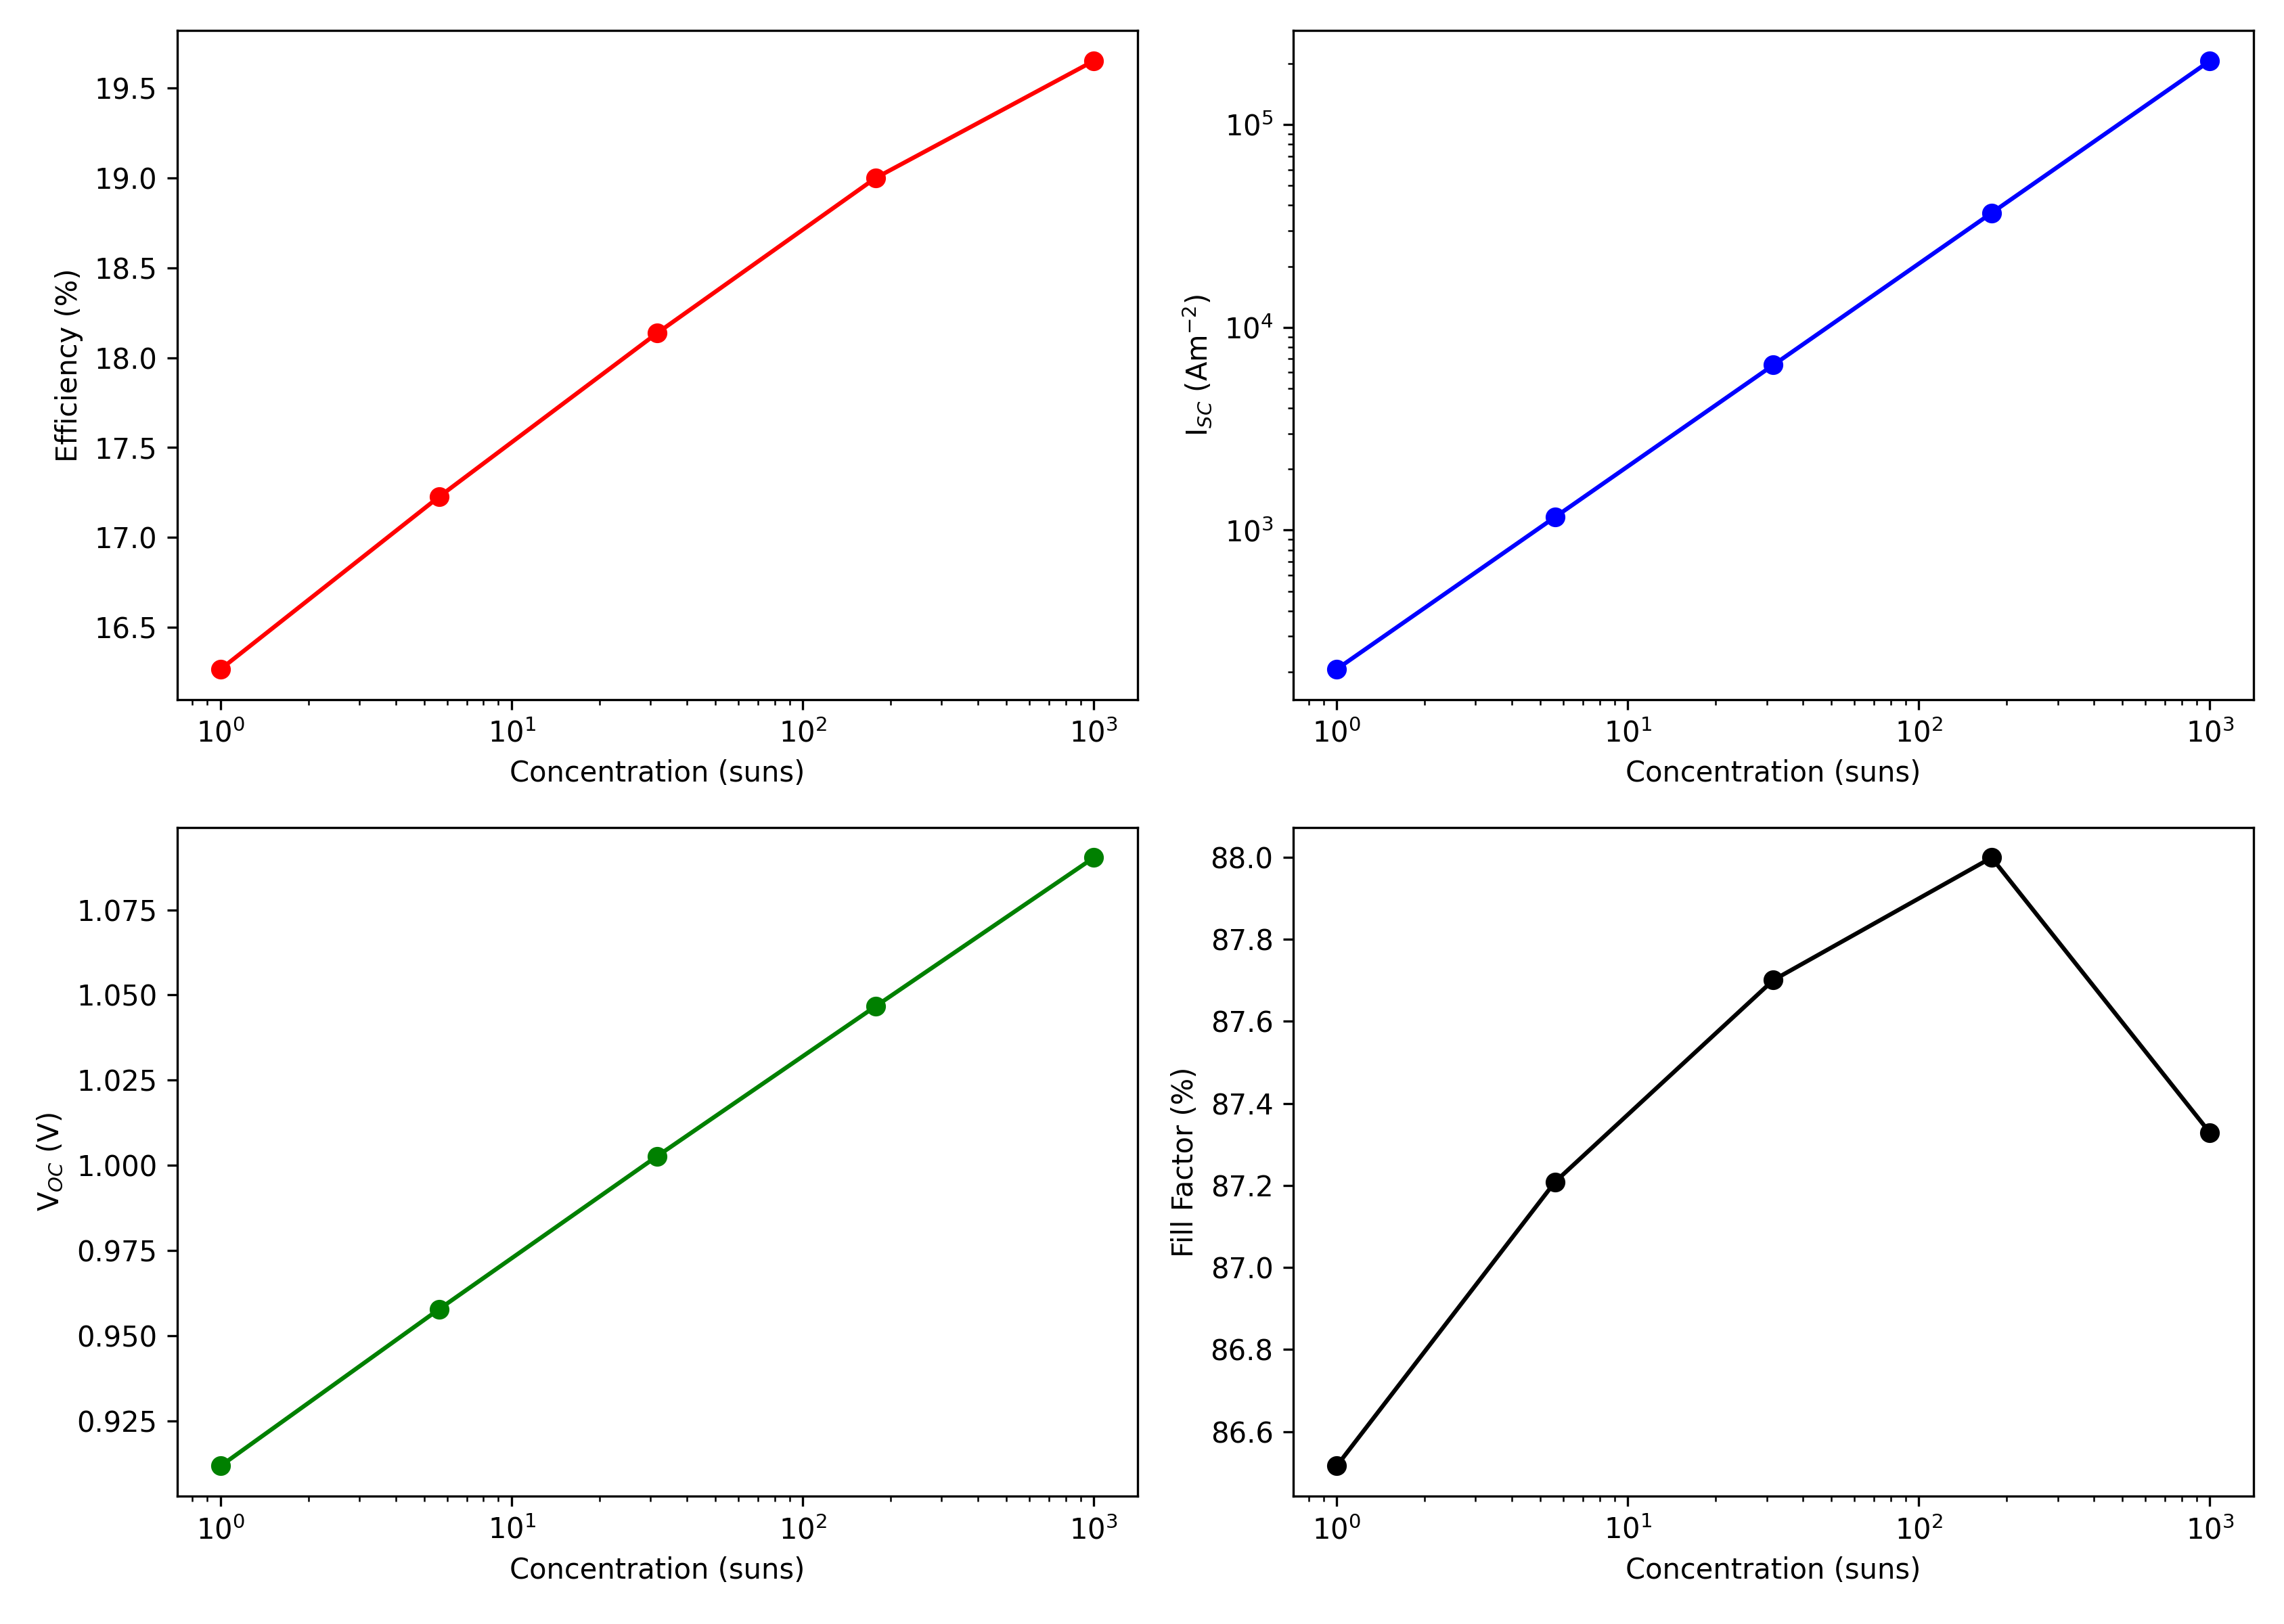 19.5
19.0
18.5
18.0
17.5
17.0
16.5
Efficiency (%)
10⁰ 10¹ 10² 10³
Concentration (suns)
10⁵
10⁴
10³
I_SC (Am⁻²)
10⁰ 10¹ 10² 10³
Concentration (suns)
1.075
1.050
1.025
1.000
0.975
0.950
0.925
V_OC (V)
10⁰ 10¹ 10² 10³
Concentration (suns)
88.0
87.8
87.6
87.4
87.2
87.0
86.8
86.6
Fill Factor (%)
10⁰ 10¹ 10² 10³
Concentration (suns)